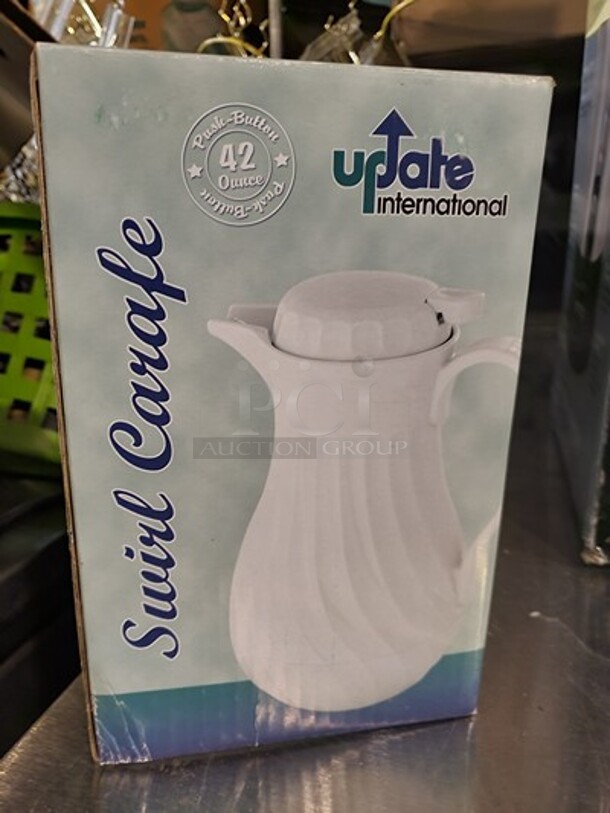 Push-Button
42
Ounce
Push-Button
upDate
international
Swirl Carafe
PCI
AUCTION GROUP